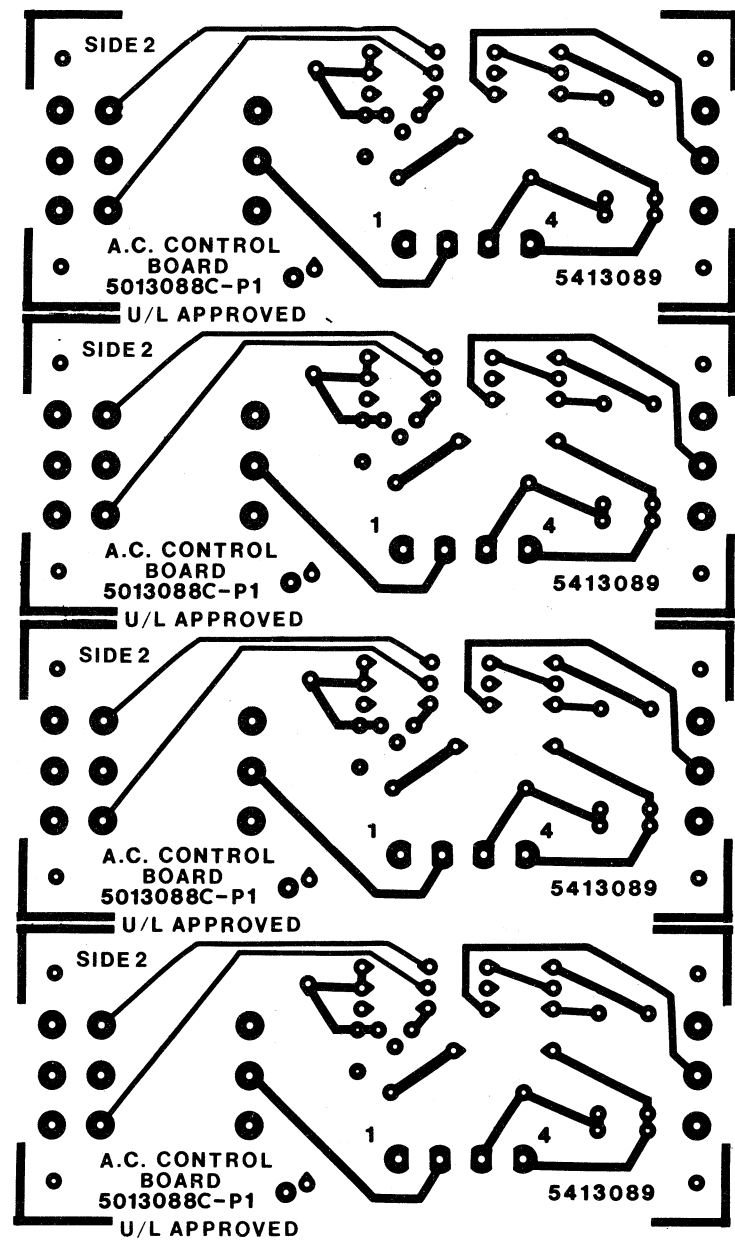 SIDE 2
1
4
A.C. CONTROL
BOARD
5013088C-P1
5413089
U/L APPROVED
SIDE 2
1
4
A.C. CONTROL
BOARD
5013088C-P1
5413089
U/L APPROVED
SIDE 2
1
4
A.C. CONTROL
BOARD
5013088C-P1
5413089
U/L APPROVED
SIDE 2
1
4
A.C. CONTROL
BOARD
5013088C-P1
5413089
U/L APPROVED